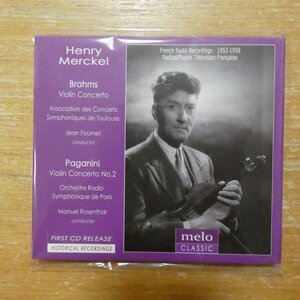 Henry
Merckel
Brahms
Violin Concerto
Association des Concerts
Symphoniques de Toulouse
Jean Fournet
conductor
Paganini
Violin Concerto No.2
Orchestre Radio
Symphonique de Paris
Manuel Rosenthal
conductor
FIRST CD RELEASE
HISTORICAL RECORDINGS
French Radio Recordings - 1953-1958
Radiodiffusion Télévision Française
melo
CLASSIC